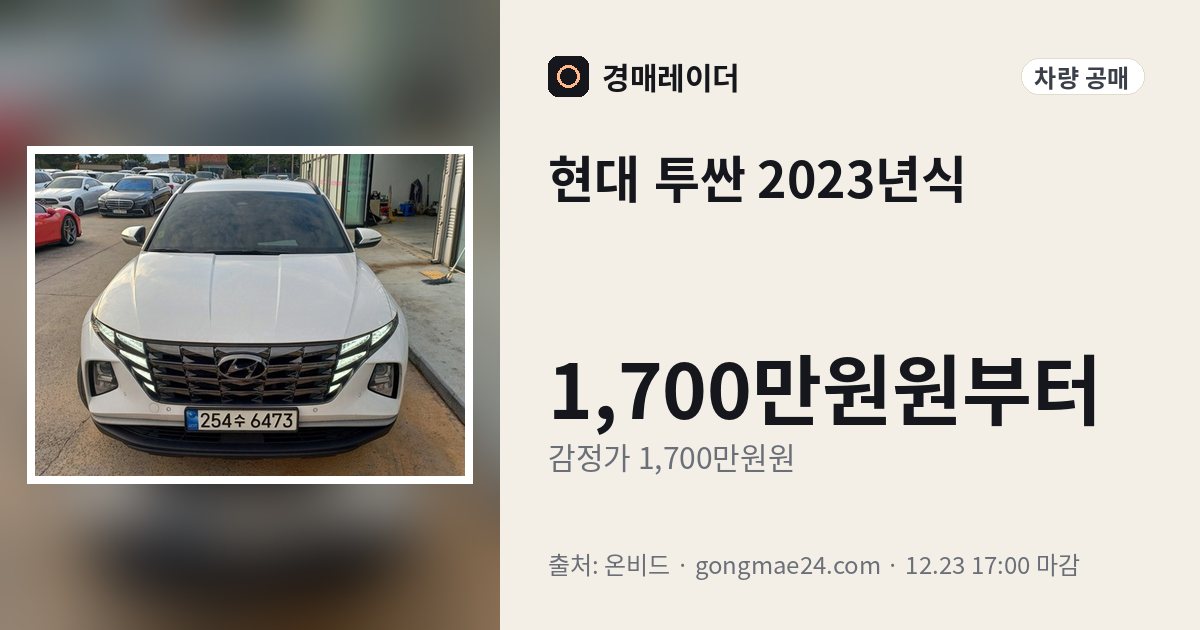 경매레이더
차량 공매
현대 투싼 2023년식
1,700만원원부터
감정가 1,700만원원
출처: 온비드 · gongmae24.com · 12.23 17:00 마감
254수 6473